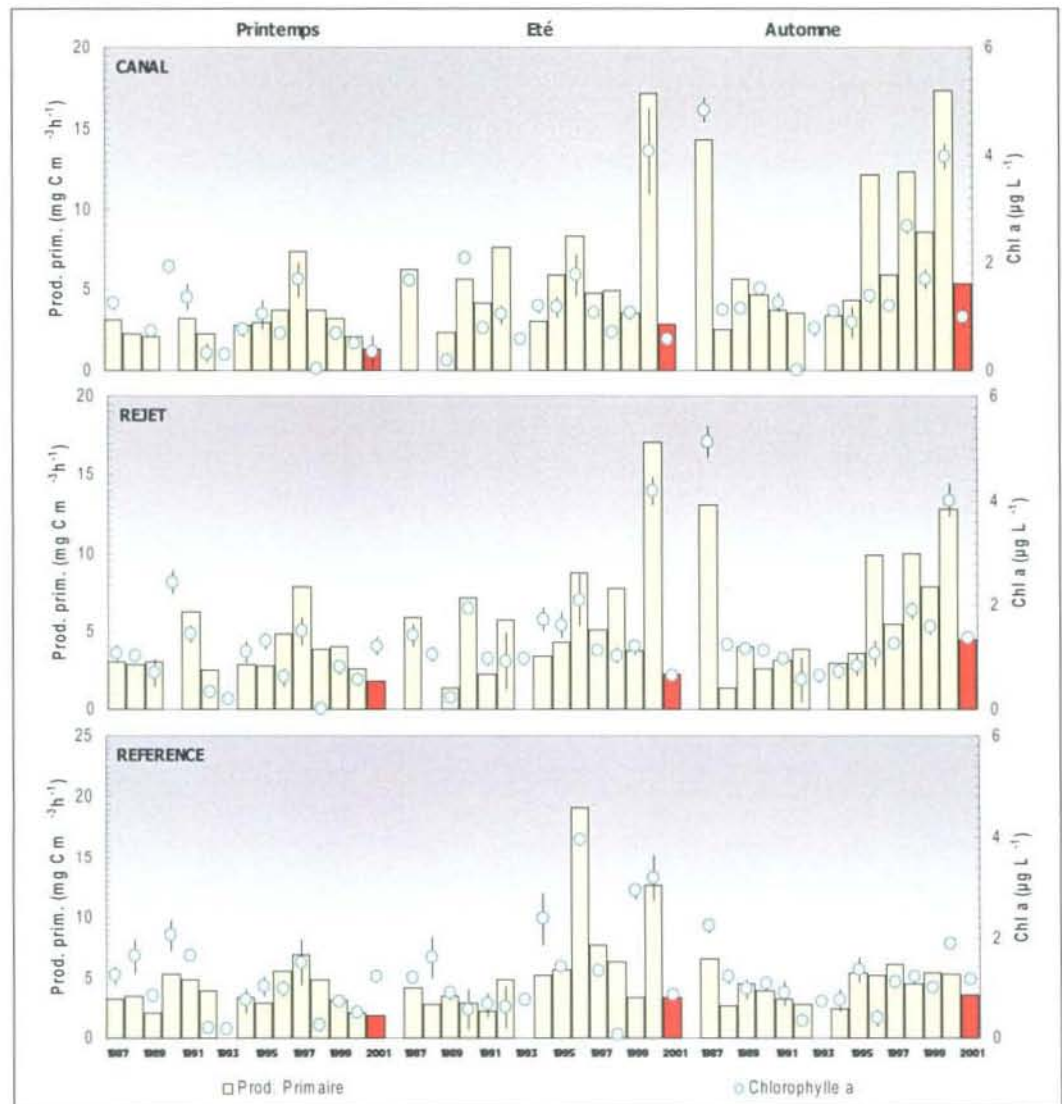 Printemps Eté Automne
CANAL
20
15
10
5
0
Prod. prim. (mg C m ⁻³h⁻¹)
6
4
2
0
Chl a (µg L⁻¹)
REJET
20
15
10
5
0
Prod. prim. (mg C m ⁻³h⁻¹)
6
4
2
0
Chl a (µg L⁻¹)
REFERENCE
25
20
15
10
5
0
Prod. prim. (mg C m ⁻³h⁻¹)
6
4
2
0
Chl a (µg L⁻¹)
1987 1989 1991 1993 1995 1997 1999 2001 1987 1989 1991 1993 1995 1997 1999 2001 1987 1989 1991 1993 1995 1997 1999 2001
Prod. Primaire Chlorophylle a